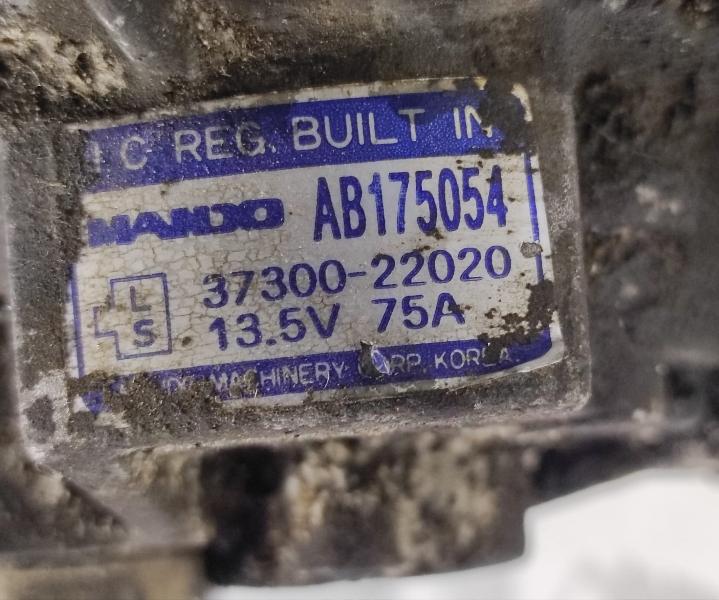 I C REG. BUILT IN
MANDO AB175054
37300-22020
L
S
13.5V 75A
MACHINERY CORP. KOREA